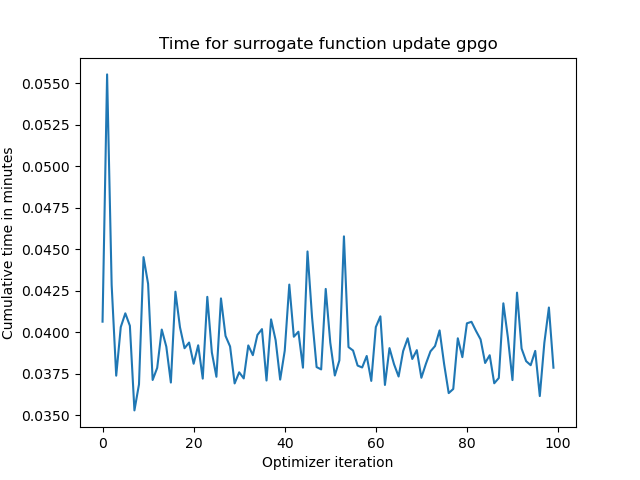 Time for surrogate function update gpgo
0.0550
0.0525
0.0500
0.0475
0.0450
0.0425
0.0400
0.0375
0.0350
Cumulative time in minutes
0 20 40 60 80 100
Optimizer iteration